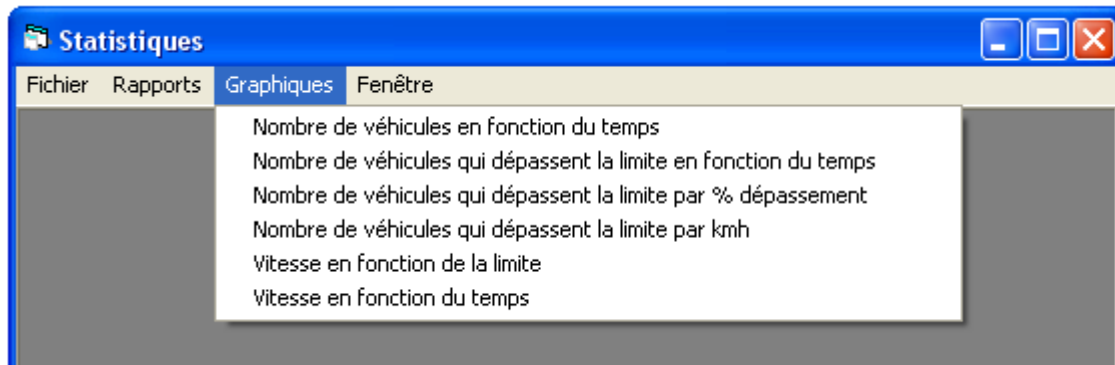 Statistiques
Fichier Rapports Graphiques Fenêtre
Nombre de véhicules en fonction du temps
Nombre de véhicules qui dépassent la limite en fonction du temps
Nombre de véhicules qui dépassent la limite par % dépassement
Nombre de véhicules qui dépassent la limite par kmh
Vitesse en fonction de la limite
Vitesse en fonction du temps